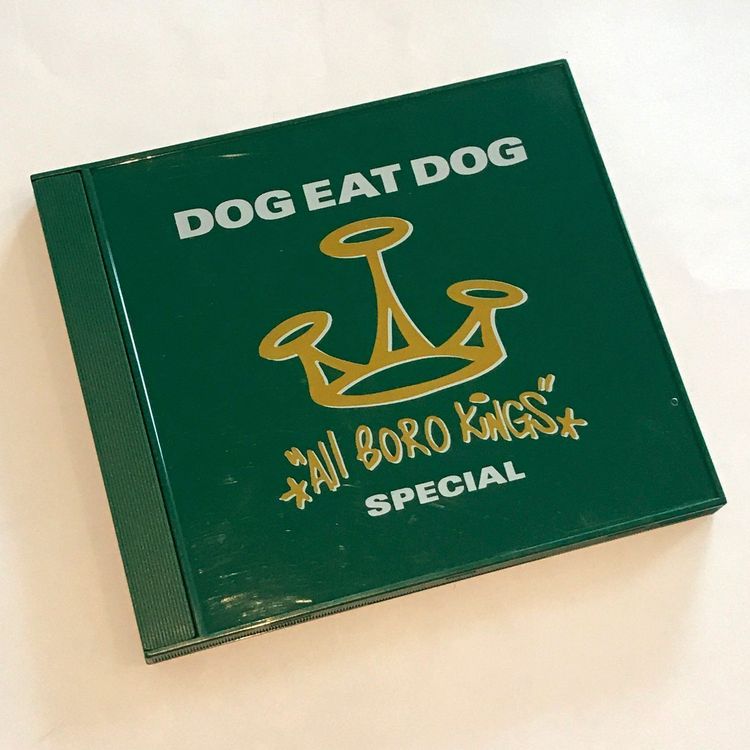 DOG EAT DOG
"All BORO KiNGS"
SPECIAL